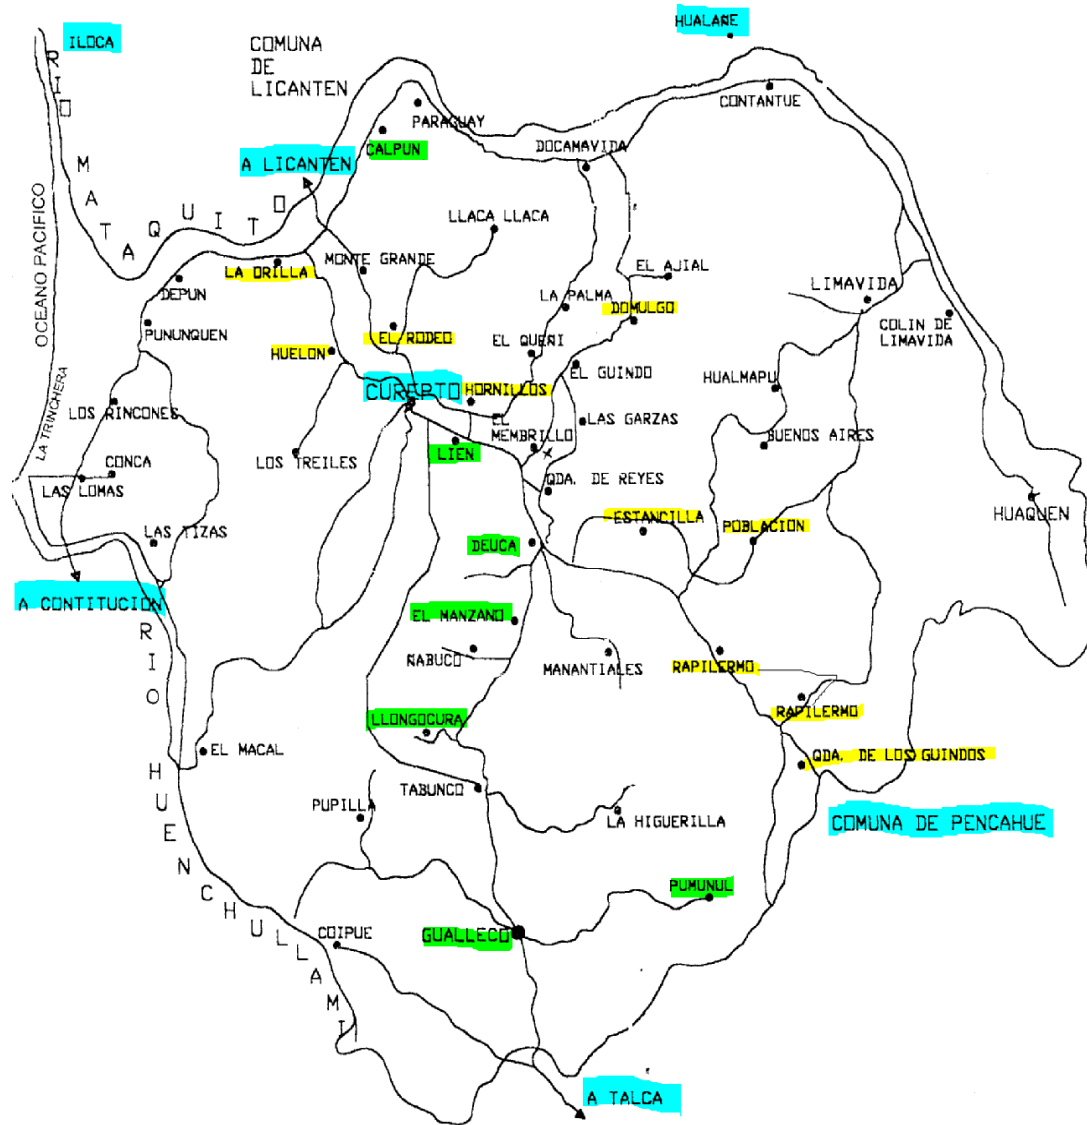 HUALAÑE
ILOCA
COMUNA
DE
LICANTEN
RIO MATAQUITO
CONTANTUE
PARAGUAY
CALPUN
DOCAMAVIDA
A LICANTEN
OCEANO PACIFICO
LLACA LLACA
LA ORILLA
MONTE GRANDE
EL AJIAL
DEPUN
LIMAVIDA
LA PALMA
DOMULGO
COLIN DE
LIMAVIDA
PUNUNQUEN
EL RODEO
EL QUERI
HUELON
EL GUINDO
HUALMAPU
LA TRINCHERA
CUREPTO
HORNILLOS
LOS RINCONES
EL
MEMBRILLO
LAS GARZAS
BUENOS AIRES
LIEN
CONCA
LOS TREILES
LAS LOMAS
QDA. DE REYES
HUAQUEN
ESTANCILLA
POBLACION
LAS TIZAS
DEUCA
A CONTITUCION
EL MANZANO
RIO HUENCHULLAMI
ÑABUCO
MANANTIALES
RAPILERMO
RAPILERMO
LLONGOCURA
EL MACAL
QDA. DE LOS GUINDOS
TABUNCO
PUPILLA
LA HIGUERILLA
COMUNA DE PENCAHUE
PUMUNUL
COIPUE
GUALLECO
A TALCA